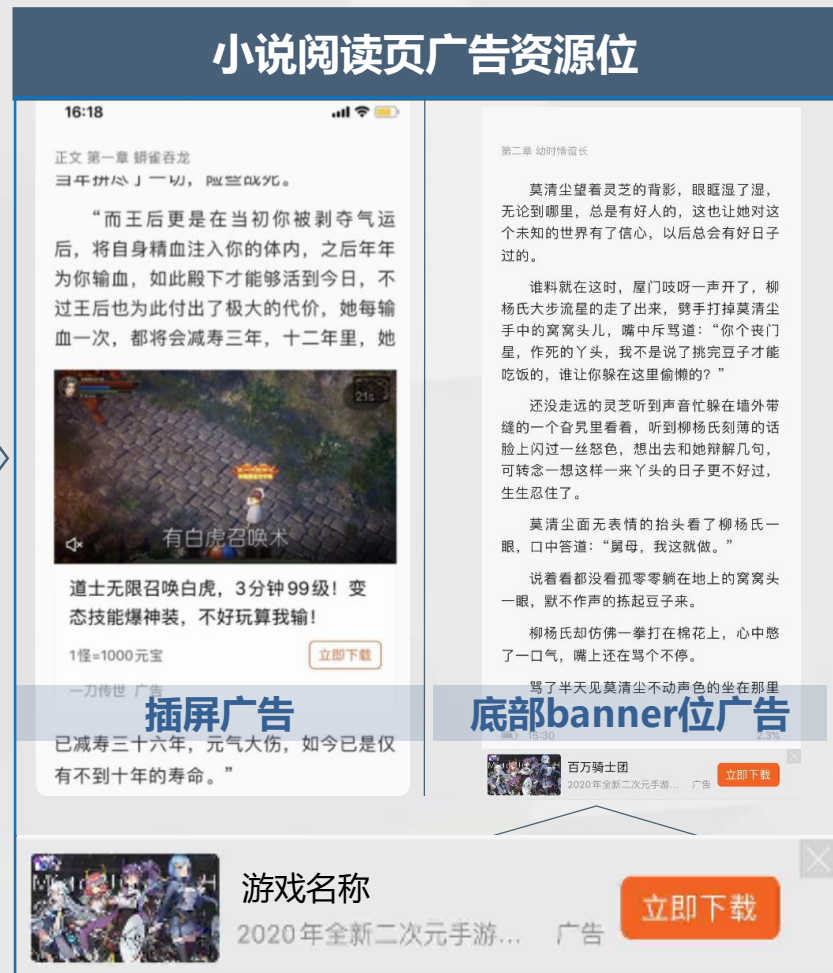 小说阅读页广告资源位
16:18
正文 第一章 蟒雀吞龙
当年拼尽了一切，险些战死。
“而王后更是在当初你被剥夺气运
后，将自身精血注入你的体内，之后年年
为你输血，如此殿下才能够活到今日，不
过王后也为此付出了极大的代价，她每输
血一次，都将会减寿三年，十二年里，她
21s
有白虎召唤术
道士无限召唤白虎，3分钟99级！变
态技能爆神装，不好玩算我输！
1怪=1000元宝
立即下载
一刀传世 广告
插屏广告
已减寿三十六年，元气大伤，如今已是仅
有不到十年的寿命。”
第二章 幼时情谊长
莫清尘望着灵芝的背影，眼眶湿了湿，
无论到哪里，总是有好人的，这也让她对这
个未知的世界有了信心，以后总会有好日子
过的。
谁料就在这时，屋门吱呀一声开了，柳
杨氏大步流星的走了出来，劈手打掉莫清尘
手中的窝窝头儿，嘴中斥骂道：“你个丧门
星，作死的丫头，我不是说了挑完豆子才能
吃饭的，谁让你躲在这里偷懒的？”
还没走远的灵芝听到声音忙躲在墙外带
缝的一个旮旯里看着，听到柳杨氏刻薄的话
脸上闪过一丝怒色，想出去和她辩解几句，
可转念一想这样一来丫头的日子更不好过，
生生忍住了。
莫清尘面无表情的抬头看了柳杨氏一
眼，口中答道：“舅母，我这就做。”
说着看都没看孤零零躺在地上的窝窝头
一眼，默不作声的拣起豆子来。
柳杨氏却仿佛一拳打在棉花上，心中憋
了一口气，嘴上还在骂个不停。
骂了半天见莫清尘不动声色的坐在那里
底部banner位广告
15:30
2.3%
百万骑士团
2020年全新二次元手游... 广告
立即下载
游戏名称
2020年全新二次元手游... 广告
立即下载